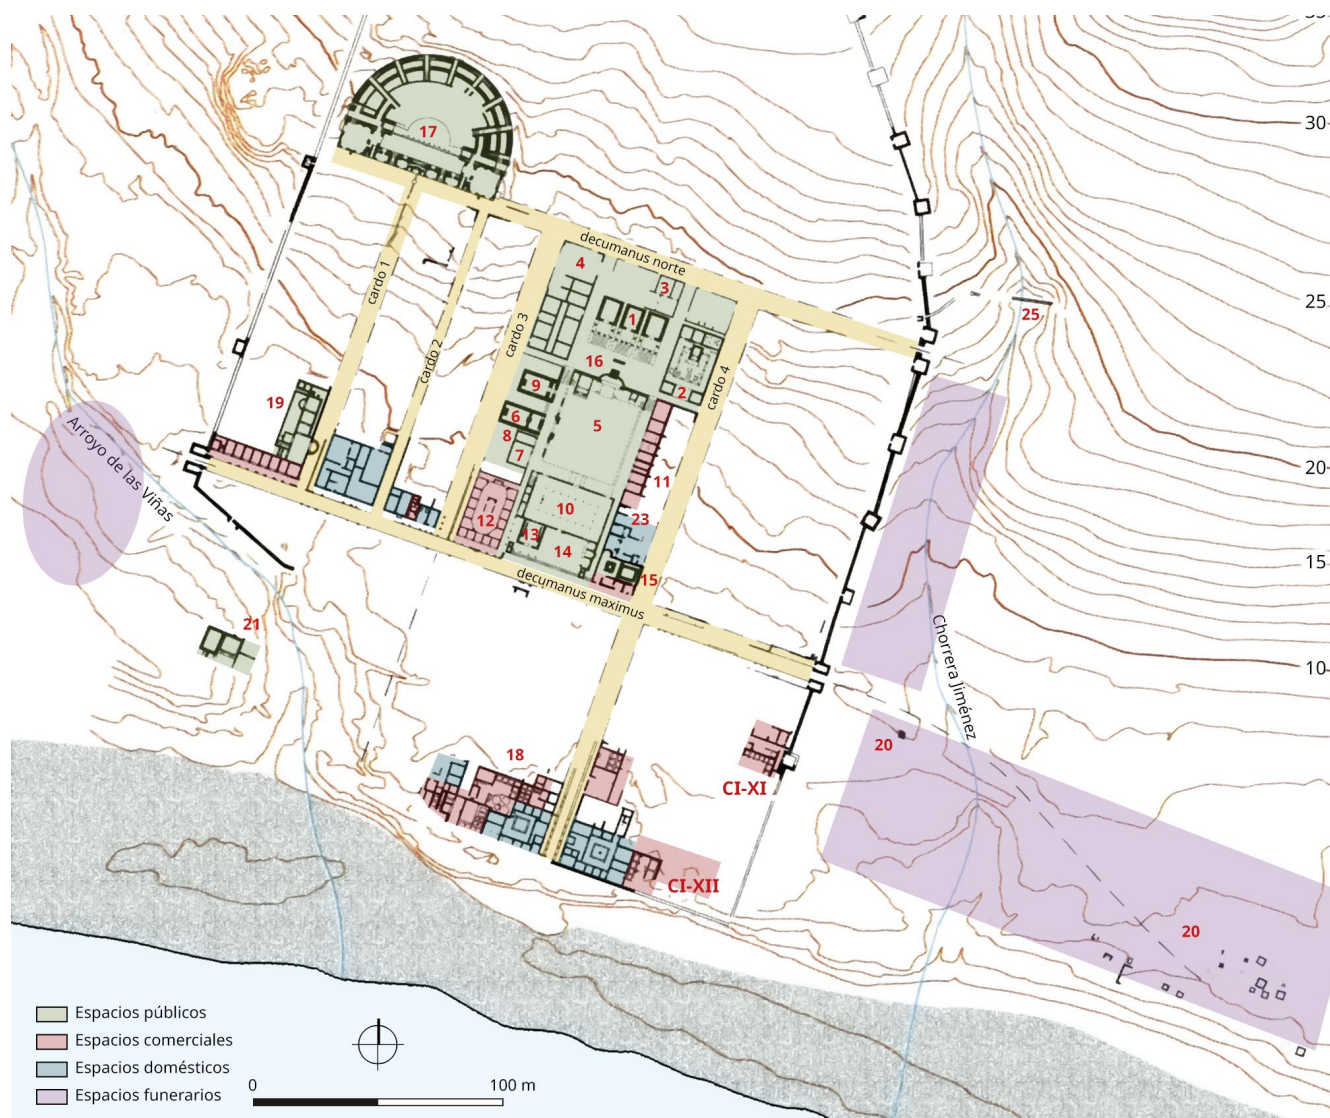 30
17
decumanus norte
4
3
25
25
cardo 1
1
cardo 3
cardo 2
16
cardo 4
9
2
19
6
5
8
7
20
Arroyo de las Viñas
11
12
10
23
13
14
15
15
decumanus maximus
21
10
Chorrera Jiménez
20
18
CI-XI
CI-XII
20
Espacios públicos
Espacios comerciales
Espacios domésticos
Espacios funerarios
0
100 m